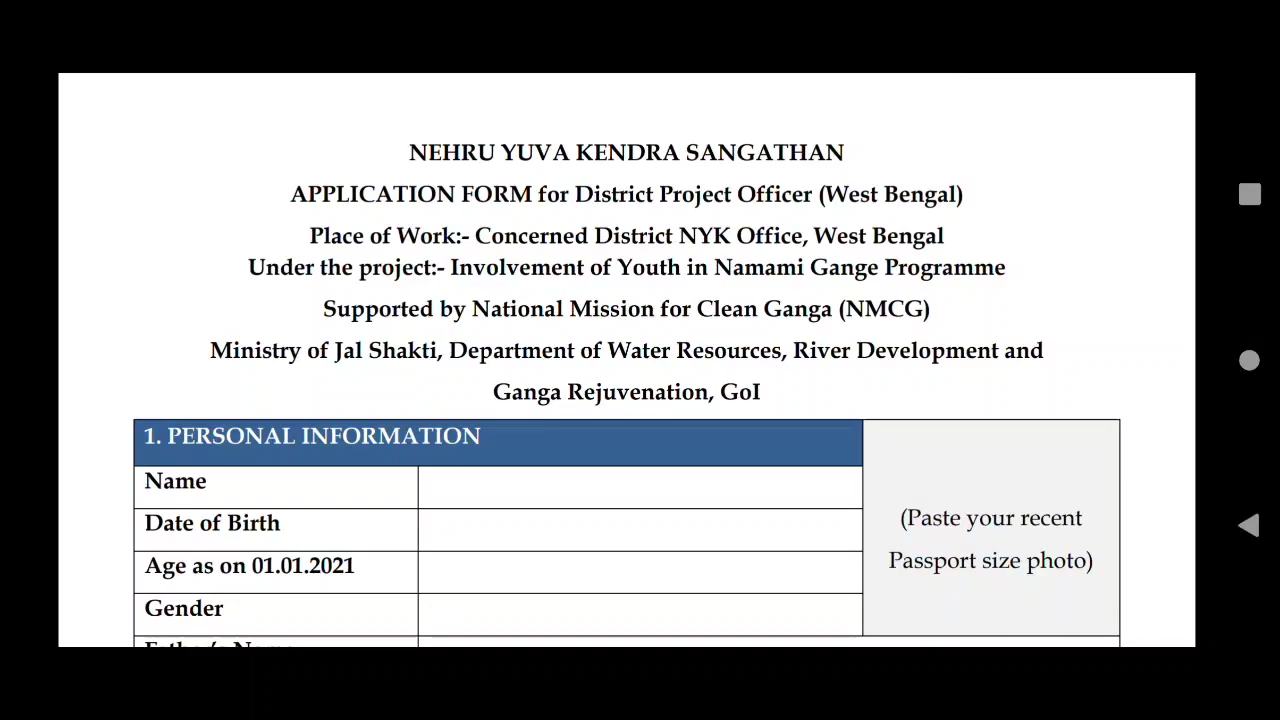 NEHRU YUVA KENDRA SANGATHAN
APPLICATION FORM for District Project Officer (West Bengal)
Place of Work:- Concerned District NYK Office, West Bengal
Under the project:- Involvement of Youth in Namami Gange Programme
Supported by National Mission for Clean Ganga (NMCG)
Ministry of Jal Shakti, Department of Water Resources, River Development and
Ganga Rejuvenation, GoI
1. PERSONAL INFORMATION
Name
Date of Birth
Age as on 01.01.2021
Gender
Father's Name
(Paste your recent
Passport size photo)